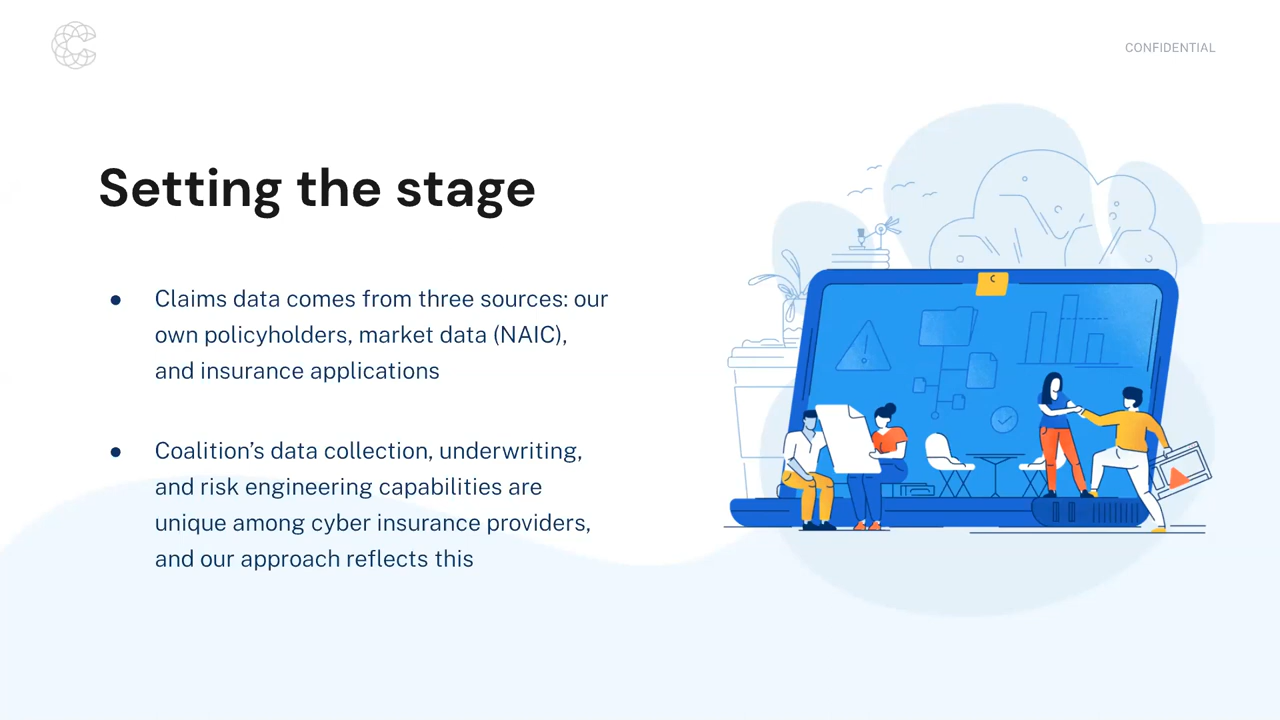 CONFIDENTIAL
Setting the stage
● Claims data comes from three sources: our
own policyholders, market data (NAIC),
and insurance applications
● Coalition’s data collection, underwriting,
and risk engineering capabilities are
unique among cyber insurance providers,
and our approach reflects this
C